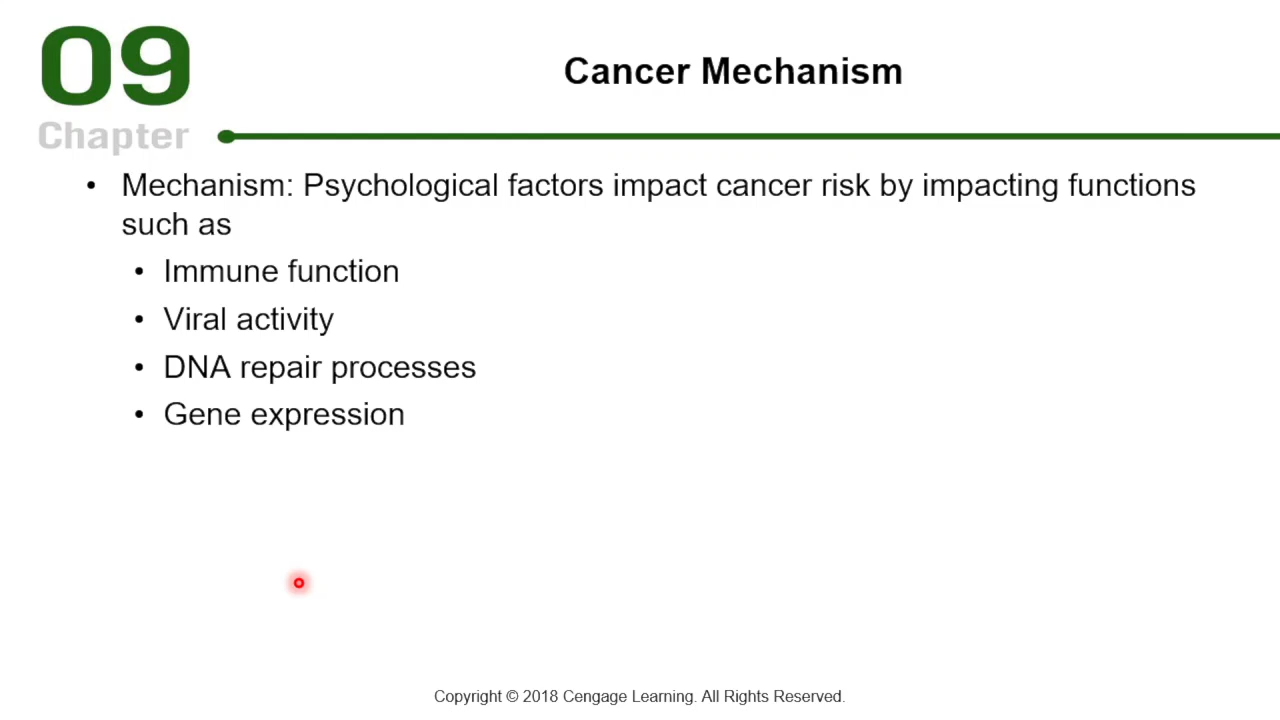 09
Chapter
Cancer Mechanism
• Mechanism: Psychological factors impact cancer risk by impacting functions
such as
• Immune function
• Viral activity
• DNA repair processes
• Gene expression
Copyright © 2018 Cengage Learning. All Rights Reserved.